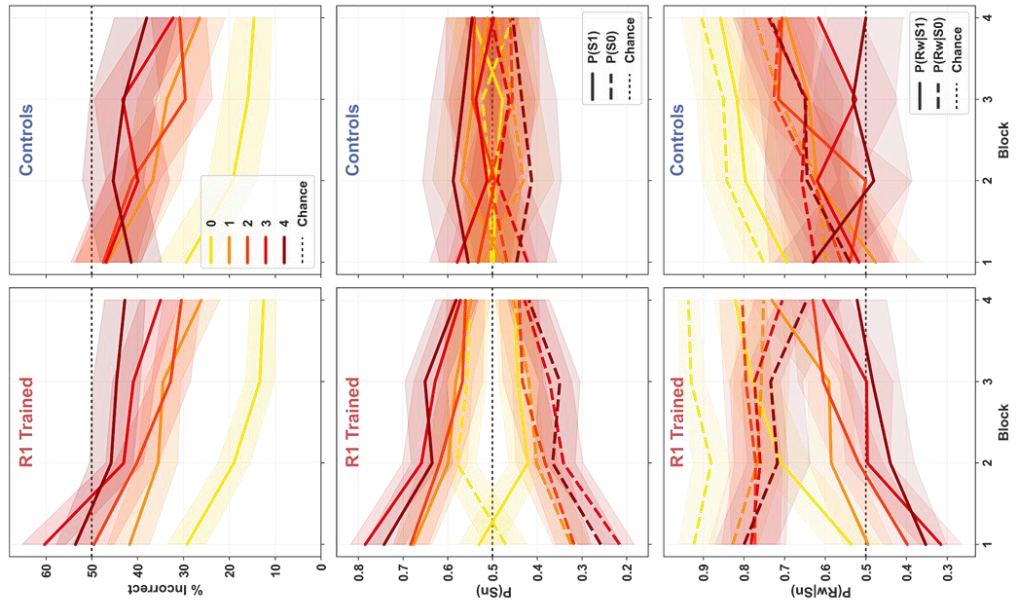 R1 Trained
Controls
% Incorrect
60
50
40
30
20
10
0
0
1
2
3
4
Chance
P(Sn)
0.8
0.7
0.6
0.5
0.4
0.3
0.2
P(S1)
P(S0)
Chance
P(Rw|Sn)
R1 Trained
Controls
0.9
0.8
0.7
0.6
0.5
0.4
0.3
P(Rw|S1)
P(Rw|S0)
Chance
R1 Trained
Controls
1
2
3
4
Block
1
2
3
4
Block